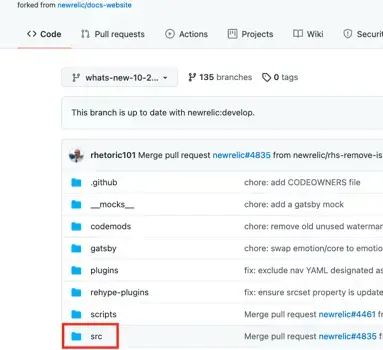 forked from newrelic/docs-website
Code Pull requests Actions Projects Wiki
whats-new-10-2... 135 branches 0 tags
This branch is up to date with newrelic:develop.
rhetoric101 Merge pull request newrelic#4835 from newrelic/rhs-remove-is
.github chore: add CODEOWNERS file
__mocks__ chore: add a gatsby mock
codemods chore: remove old unused waterma
gatsby chore: swap emotion/core to emotio
plugins fix: exclude nav YAML designated as
rehype-plugins fix: ensure srcset property is update
scripts Merge pull request newrelic#4461 fr
src Merge pull request newrelic#4835 f